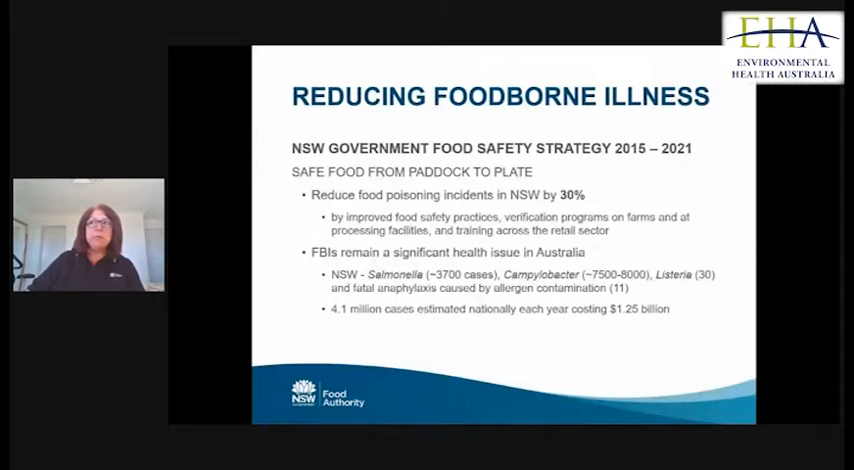 EHA
ENVIRONMENTAL
HEALTH AUSTRALIA
REDUCING FOODBORNE ILLNESS
NSW GOVERNMENT FOOD SAFETY STRATEGY 2015 – 2021
SAFE FOOD FROM PADDOCK TO PLATE
• Reduce food poisoning incidents in NSW by 30%
• by improved food safety practices, verification programs on farms and at
processing facilities, and training across the retail sector
• FBIs remain a significant health issue in Australia
• NSW - Salmonella (~3700 cases), Campylobacter (~7500-8000), Listeria (30)
and fatal anaphylaxis caused by allergen contamination (11)
• 4.1 million cases estimated nationally each year costing $1.25 billion
NSW
Food
Authority